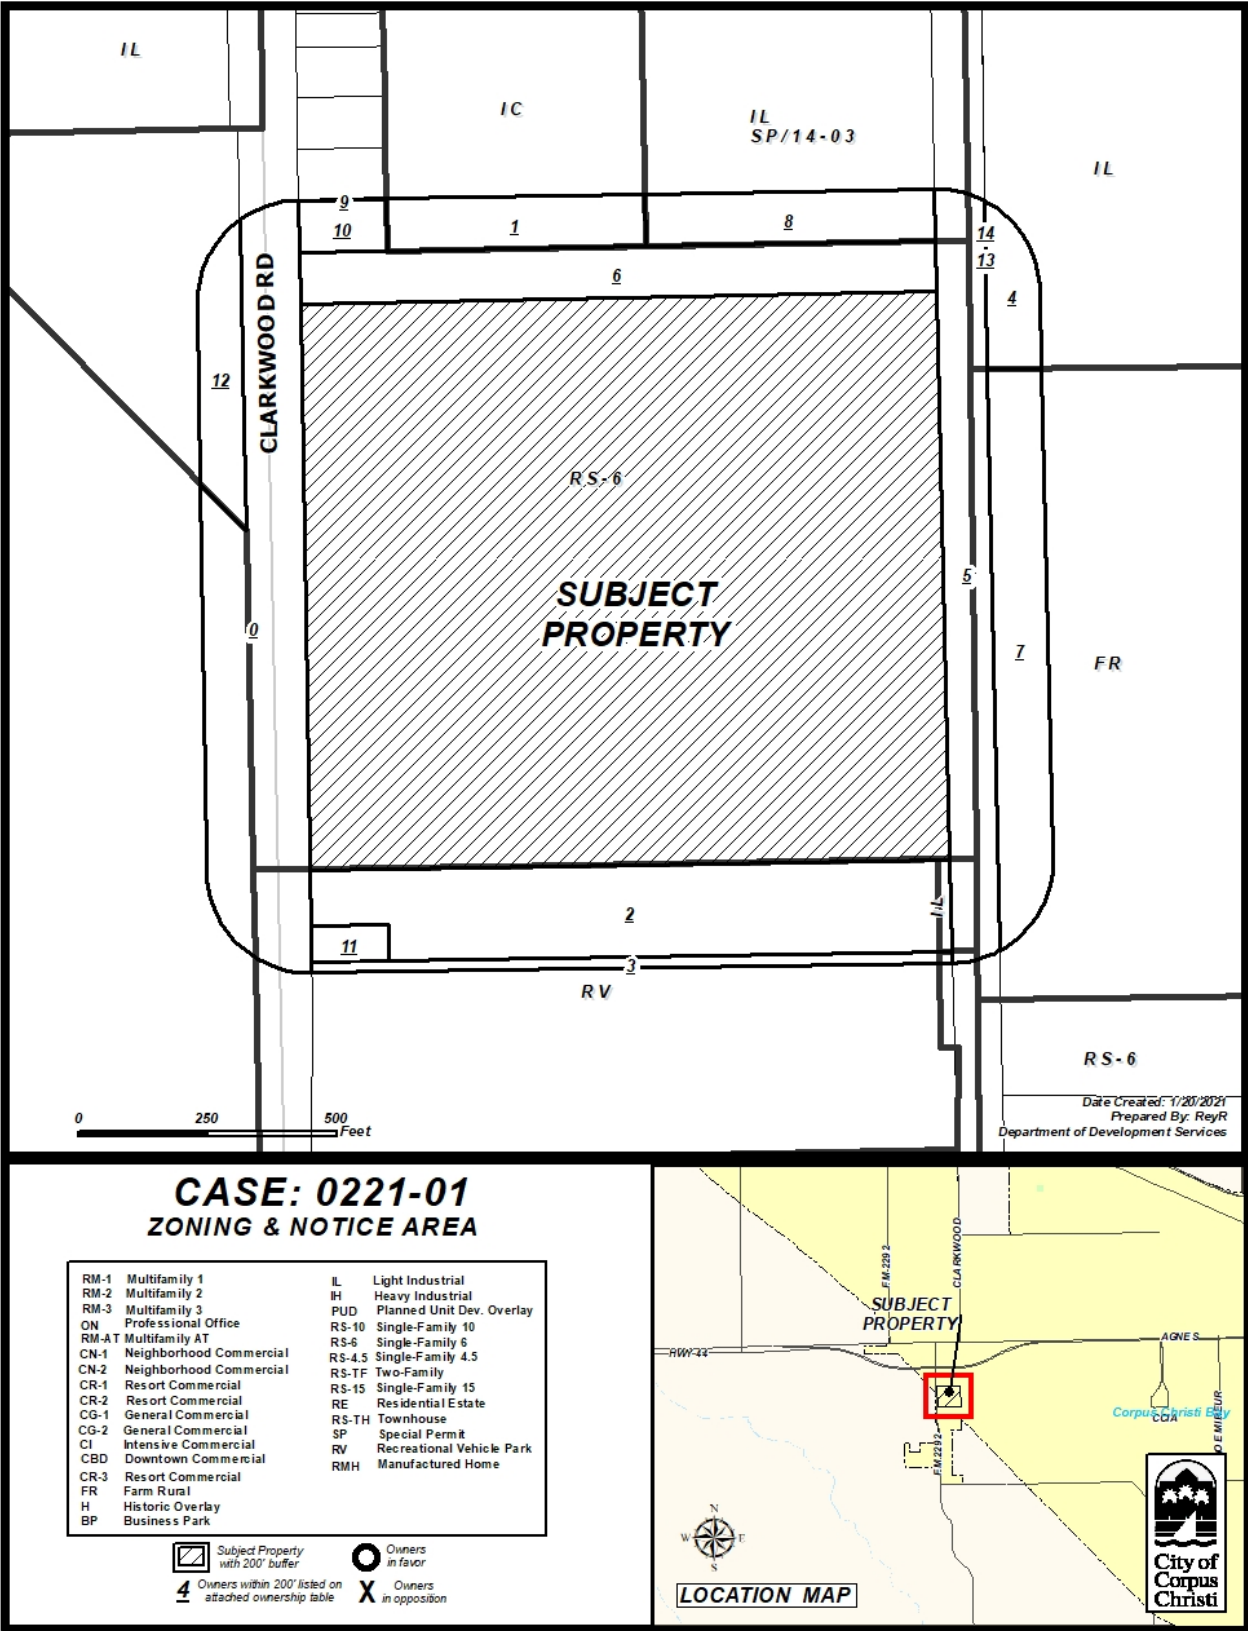 IL
IC
IL
SP/14-03
IL
9
10
1
8
14
13
6
4
CLARKWOOD RD
12
RS-6
SUBJECT
PROPERTY
5
0
7
FR
2
IL
11
3
RV
RS-6
0 250 500
Feet
Date Created: 1/20/2021
Prepared By: ReyR
Department of Development Services
CASE: 0221-01
ZONING & NOTICE AREA
RM-1 Multifamily 1
RM-2 Multifamily 2
RM-3 Multifamily 3
ON Professional Office
RM-AT Multifamily AT
CN-1 Neighborhood Commercial
CN-2 Neighborhood Commercial
CR-1 Resort Commercial
CR-2 Resort Commercial
CG-1 General Commercial
CG-2 General Commercial
CI Intensive Commercial
CBD Downtown Commercial
CR-3 Resort Commercial
FR Farm Rural
H Historic Overlay
BP Business Park
IL Light Industrial
IH Heavy Industrial
PUD Planned Unit Dev. Overlay
RS-10 Single-Family 10
RS-6 Single-Family 6
RS-4.5 Single-Family 4.5
RS-TF Two-Family
RS-15 Single-Family 15
RE Residential Estate
RS-TH Townhouse
SP Special Permit
RV Recreational Vehicle Park
RMH Manufactured Home
Subject Property
with 200' buffer
Owners
in favor
4 Owners within 200' listed on
attached ownership table
X Owners
in opposition
FM-2292
CLARKWOOD
SUBJECT
PROPERTY
HWY-44
AGNES
Corpus Christi Bay
CCIA
FM 2292
N
W E
S
LOCATION MAP
City of
Corpus
Christi